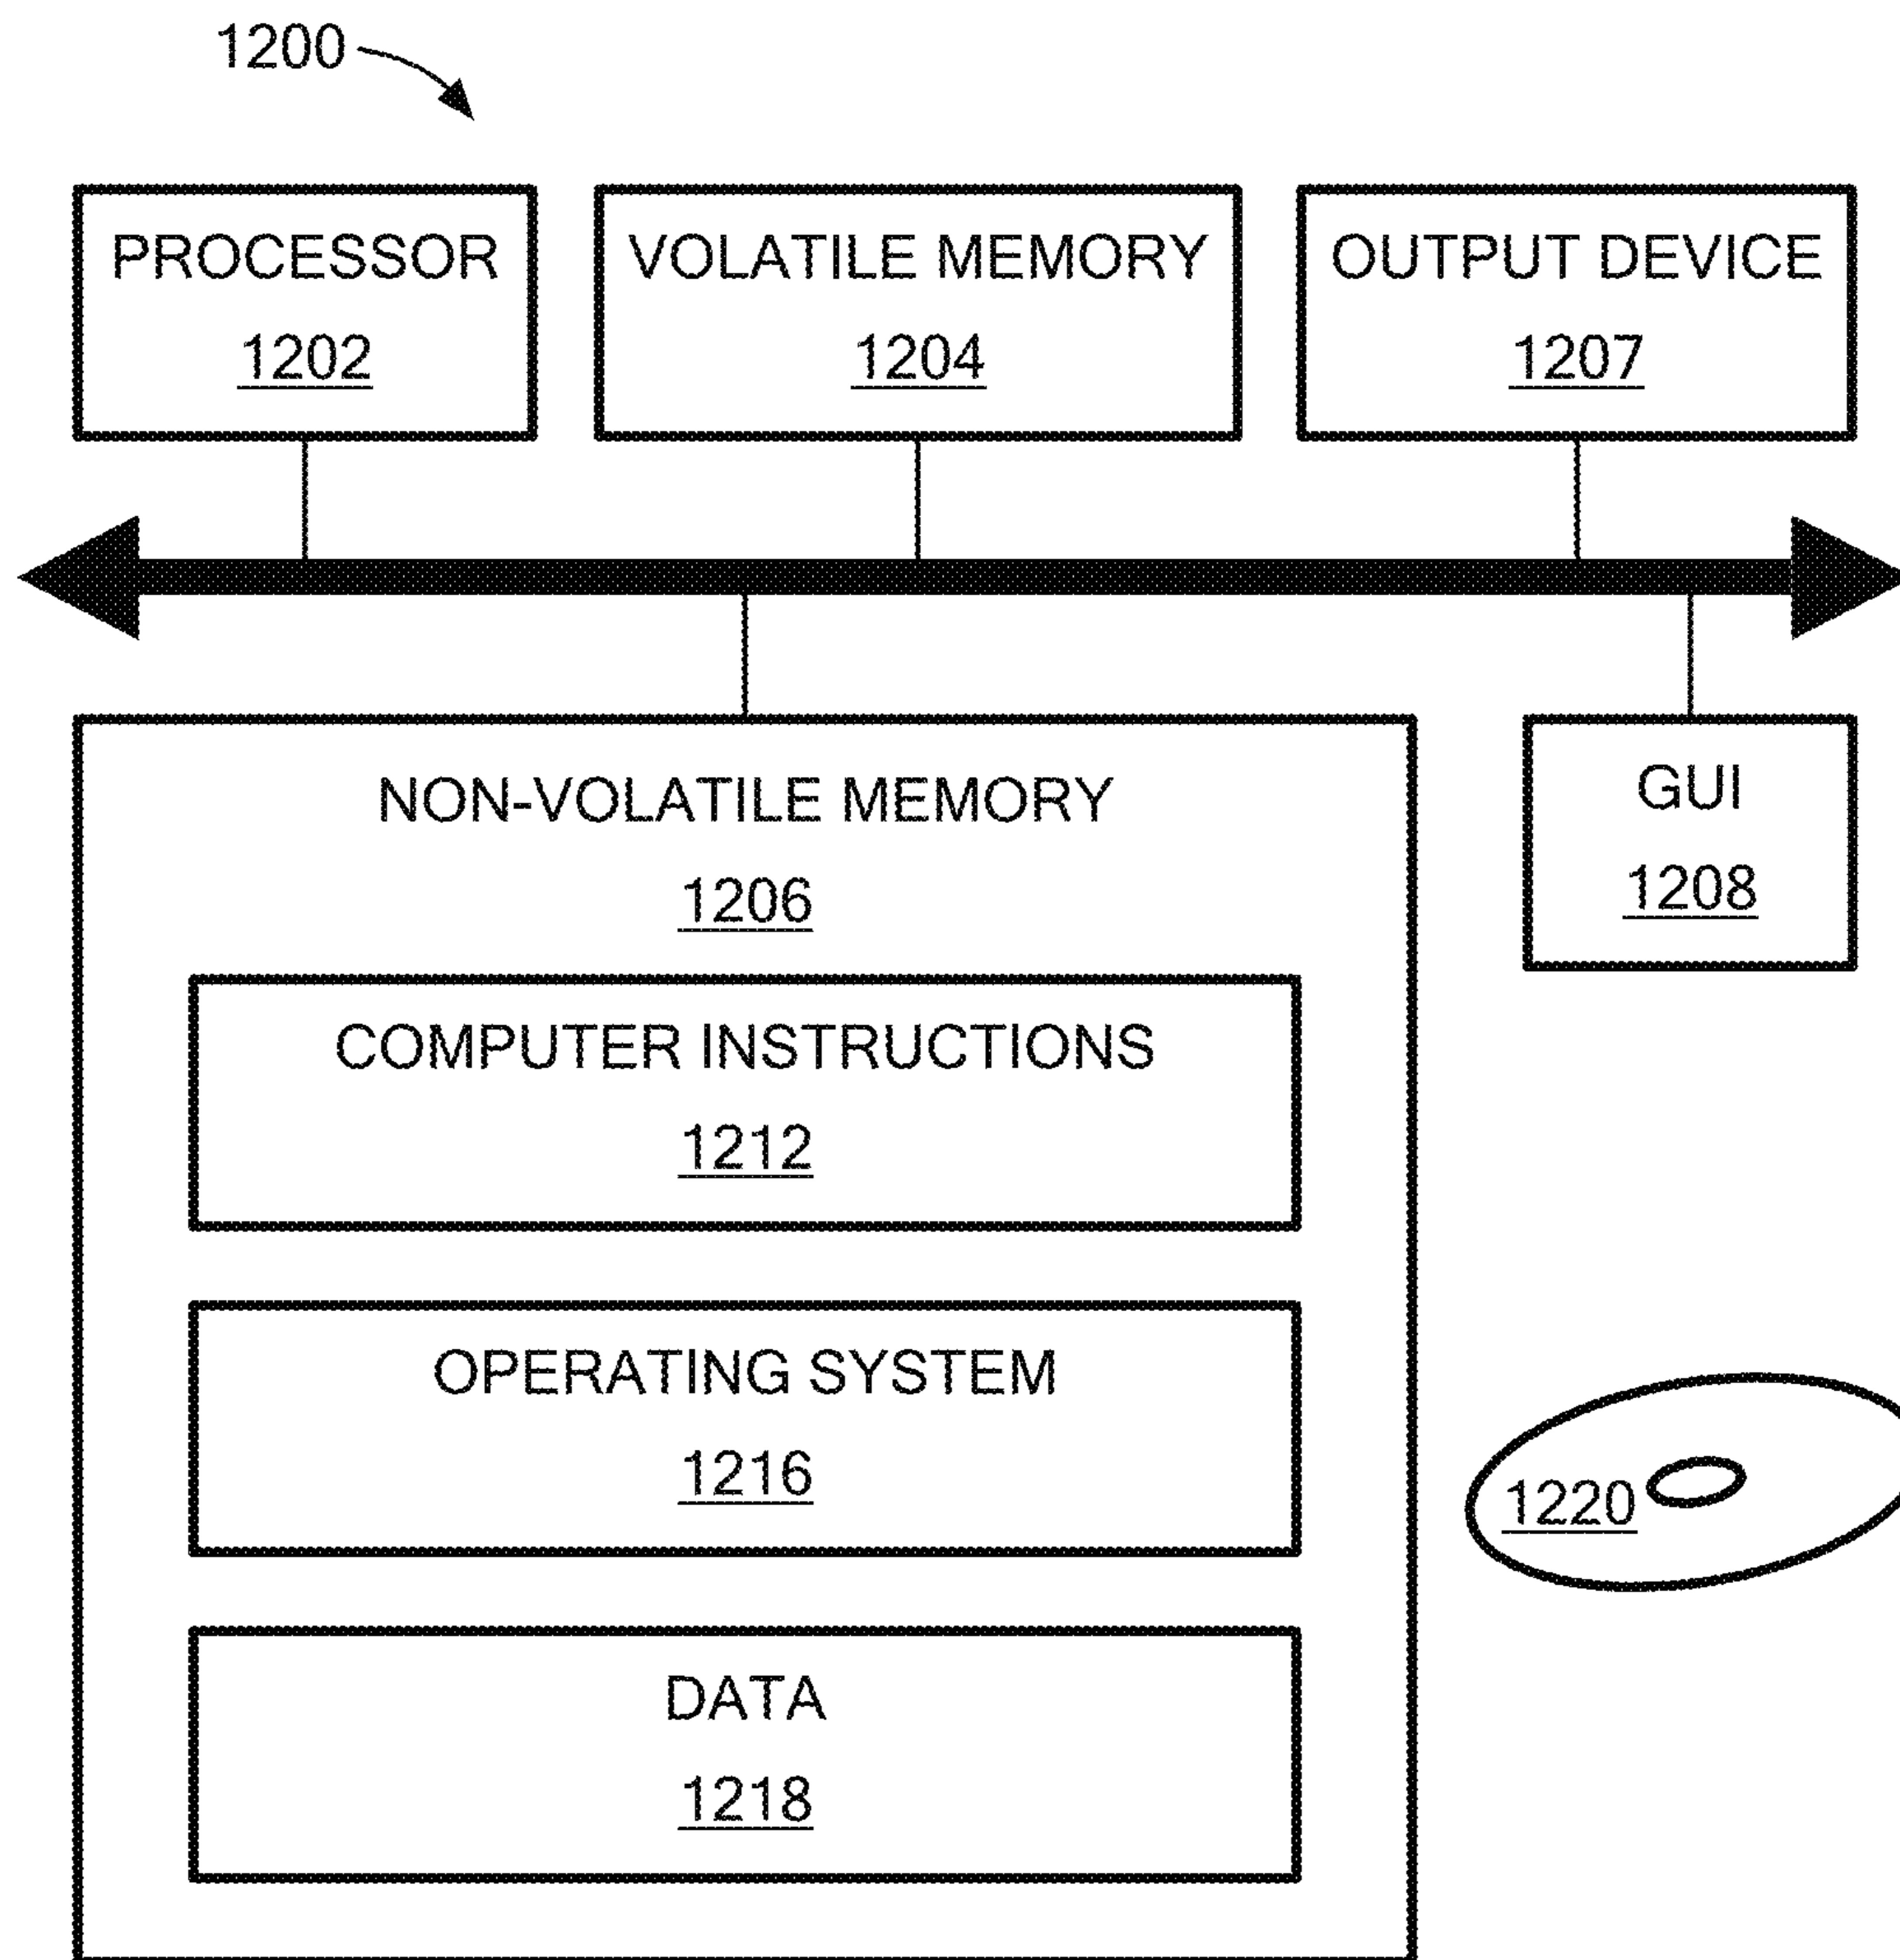 1200
PROCESSOR
1202
VOLATILE MEMORY
1204
OUTPUT DEVICE
1207
NON-VOLATILE MEMORY
1206
GUI
1208
COMPUTER INSTRUCTIONS
1212
OPERATING SYSTEM
1216
1220
DATA
1218